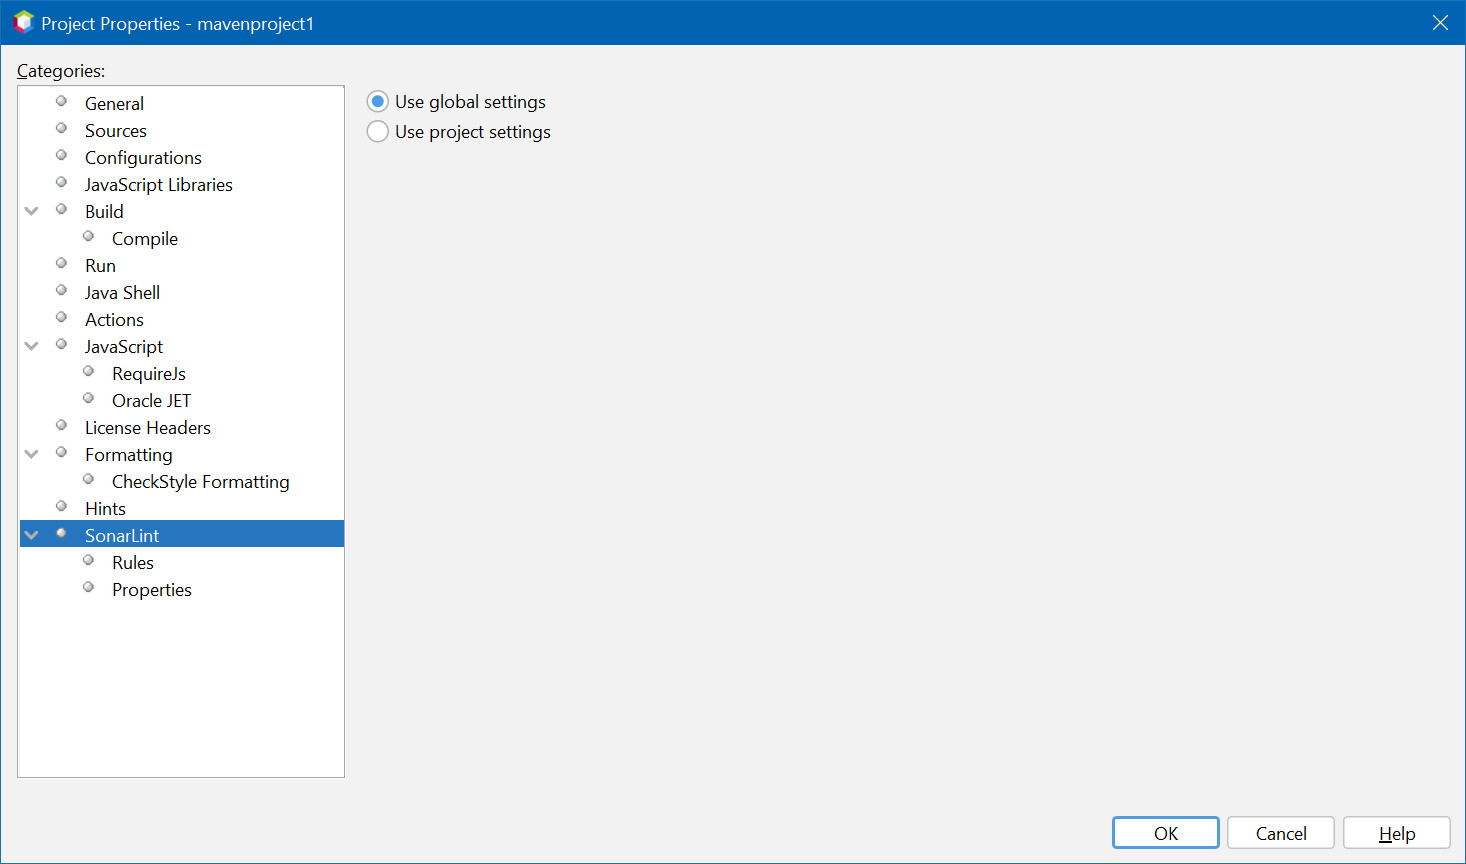 Project Properties - mavenproject1
Categories:
General
Sources
Configurations
JavaScript Libraries
Build
Compile
Run
Java Shell
Actions
JavaScript
RequireJs
Oracle JET
License Headers
Formatting
CheckStyle Formatting
Hints
SonarLint
Rules
Properties
Use global settings
Use project settings
OK
Cancel
Help